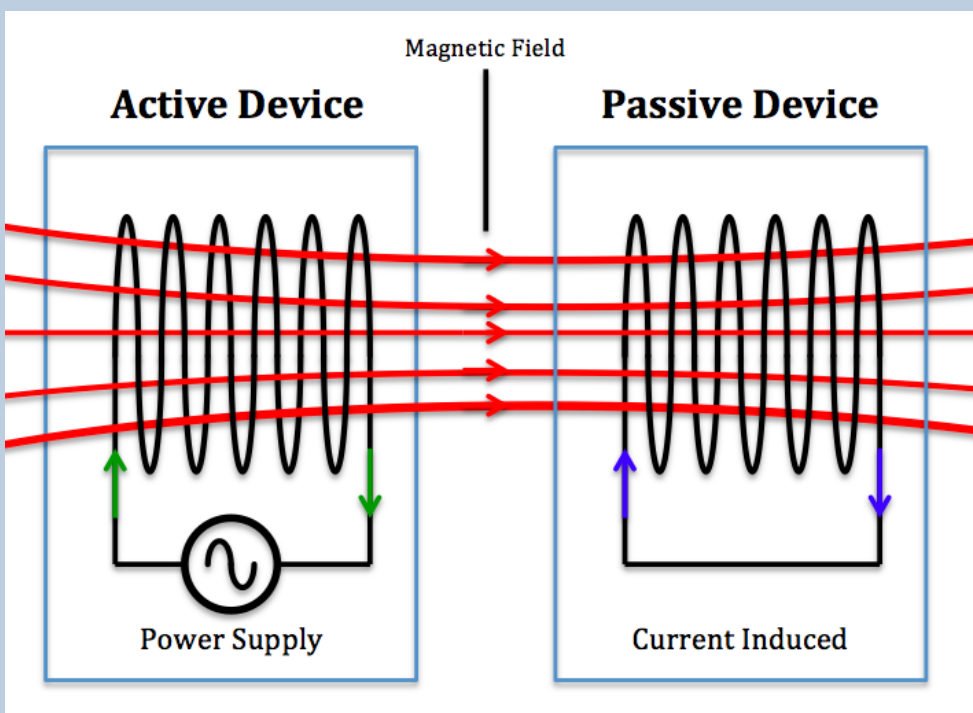 Magnetic Field
Active Device
Passive Device
Power Supply
Current Induced